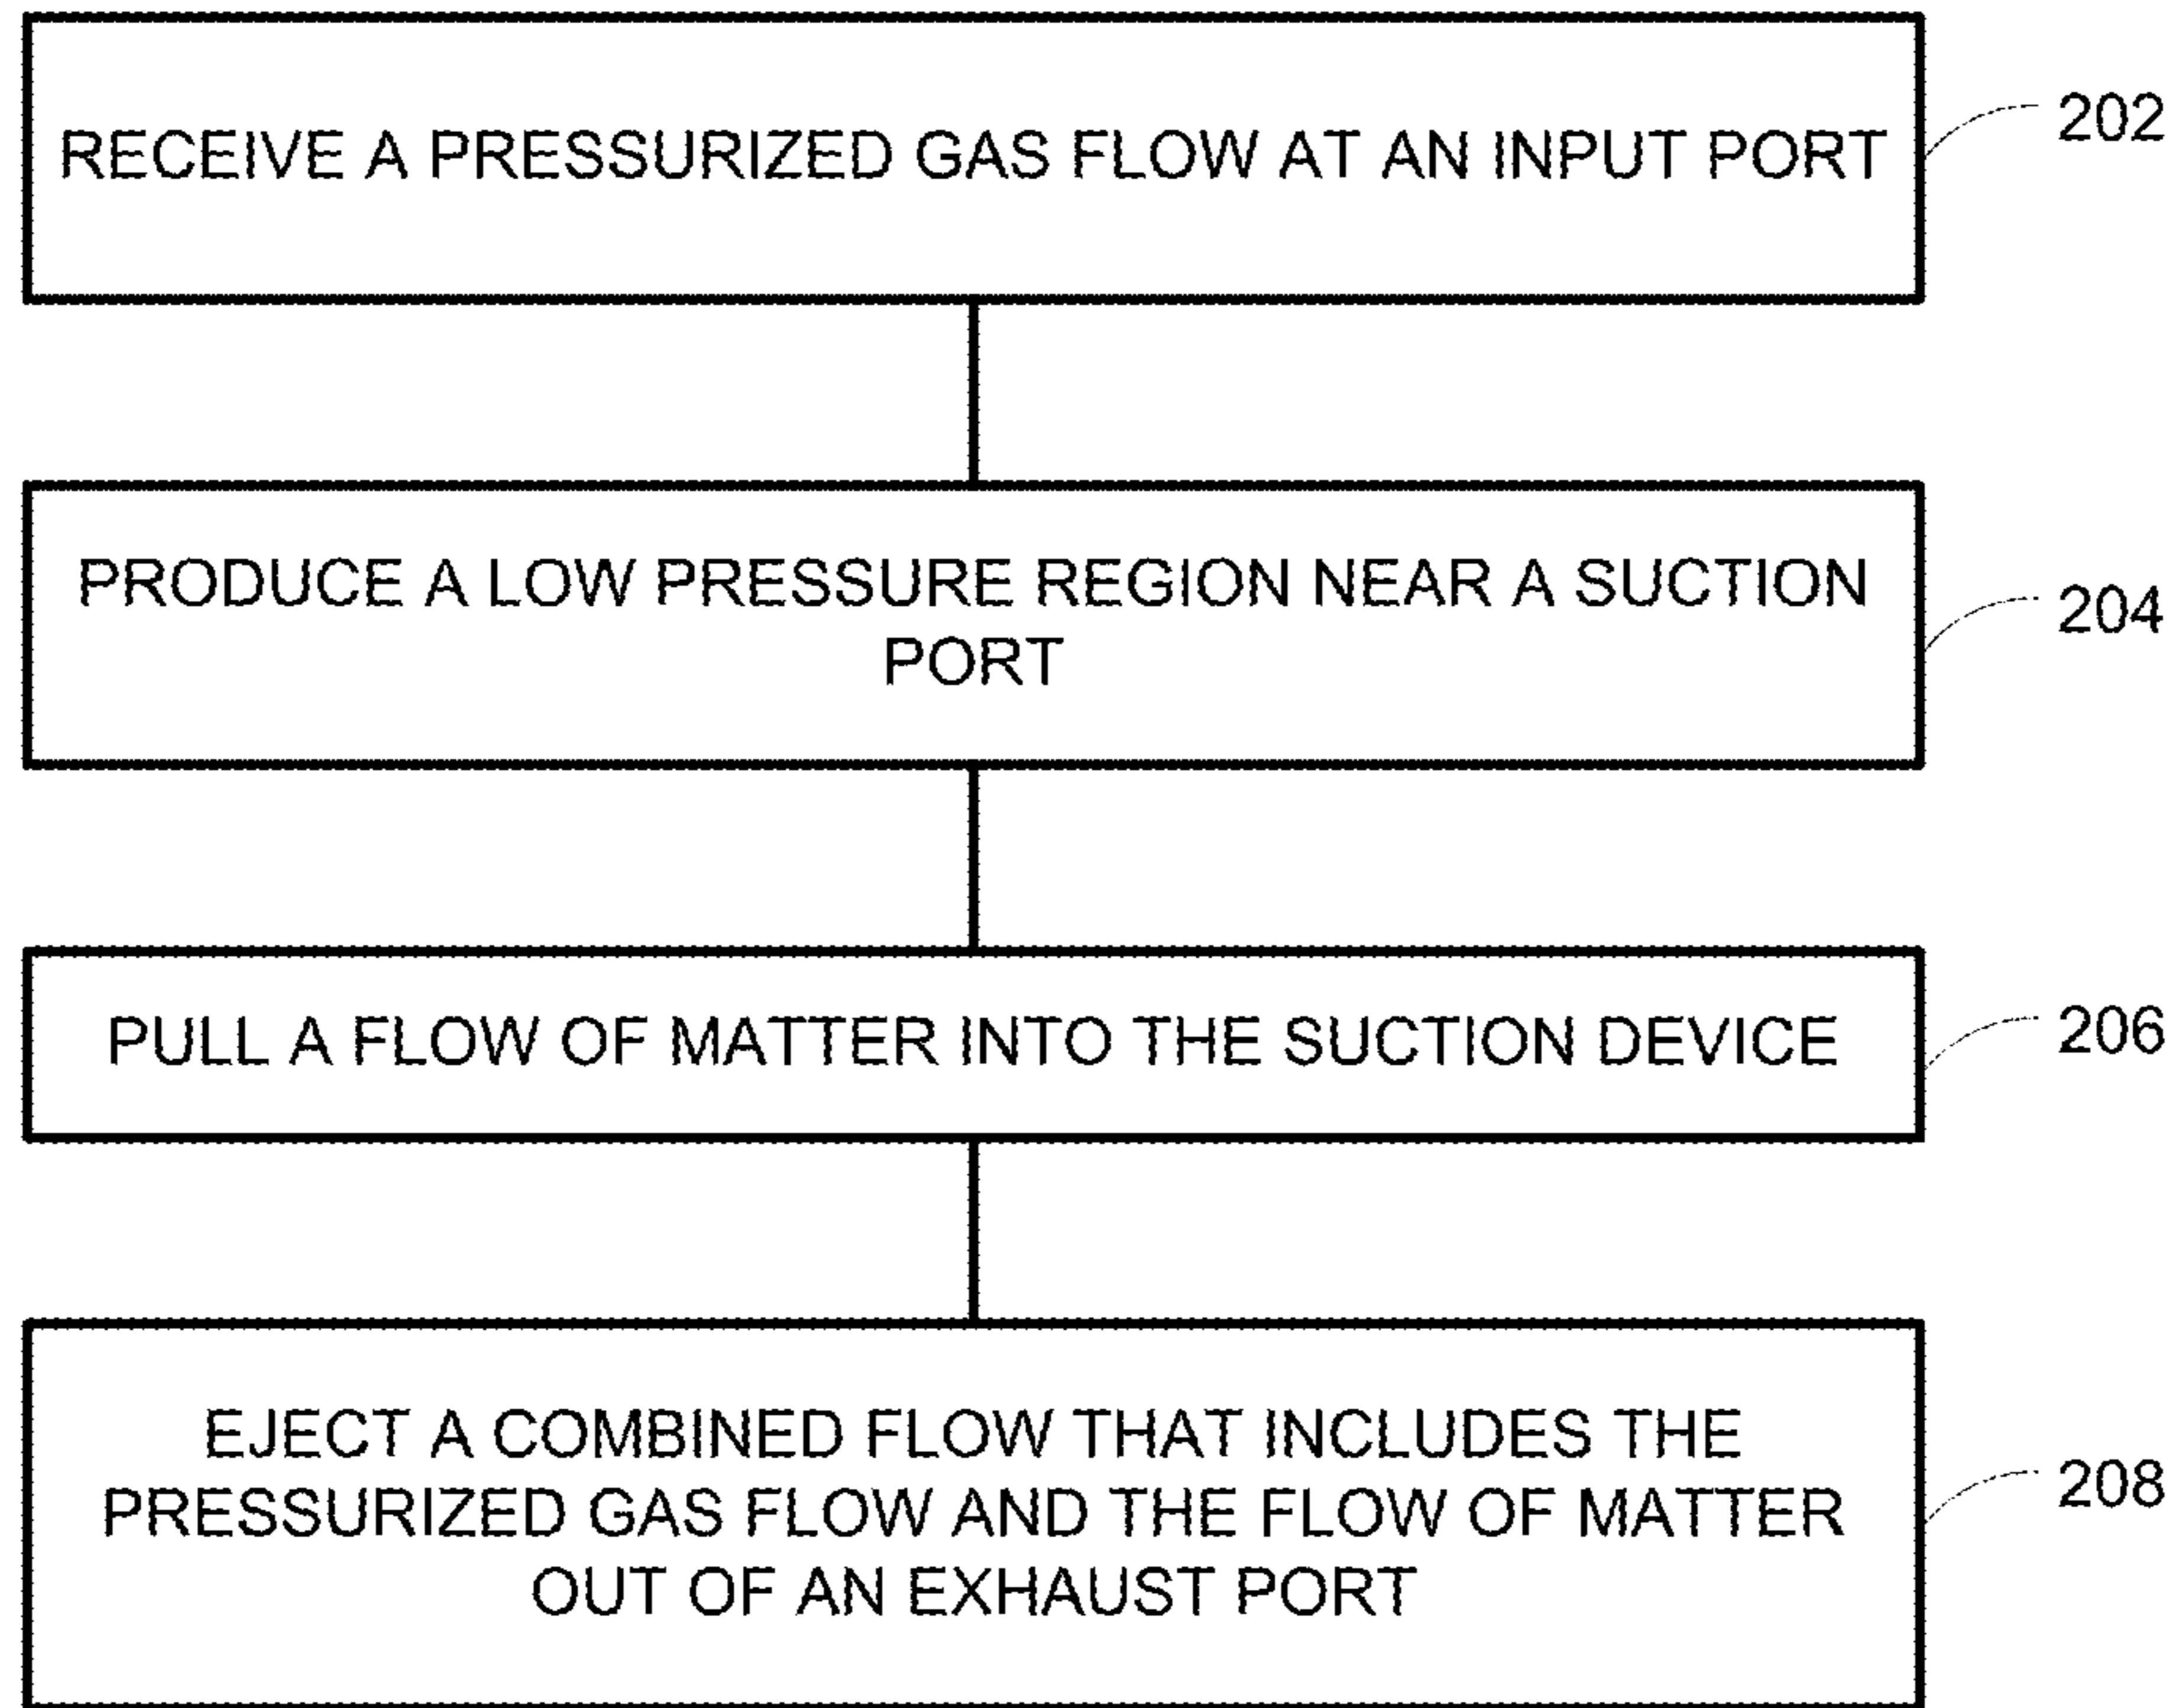 RECEIVE A PRESSURIZED GAS FLOW AT AN INPUT PORT
202
PRODUCE A LOW PRESSURE REGION NEAR A SUCTION
PORT
204
PULL A FLOW OF MATTER INTO THE SUCTION DEVICE
206
EJECT A COMBINED FLOW THAT INCLUDES THE
PRESSURIZED GAS FLOW AND THE FLOW OF MATTER
OUT OF AN EXHAUST PORT
208